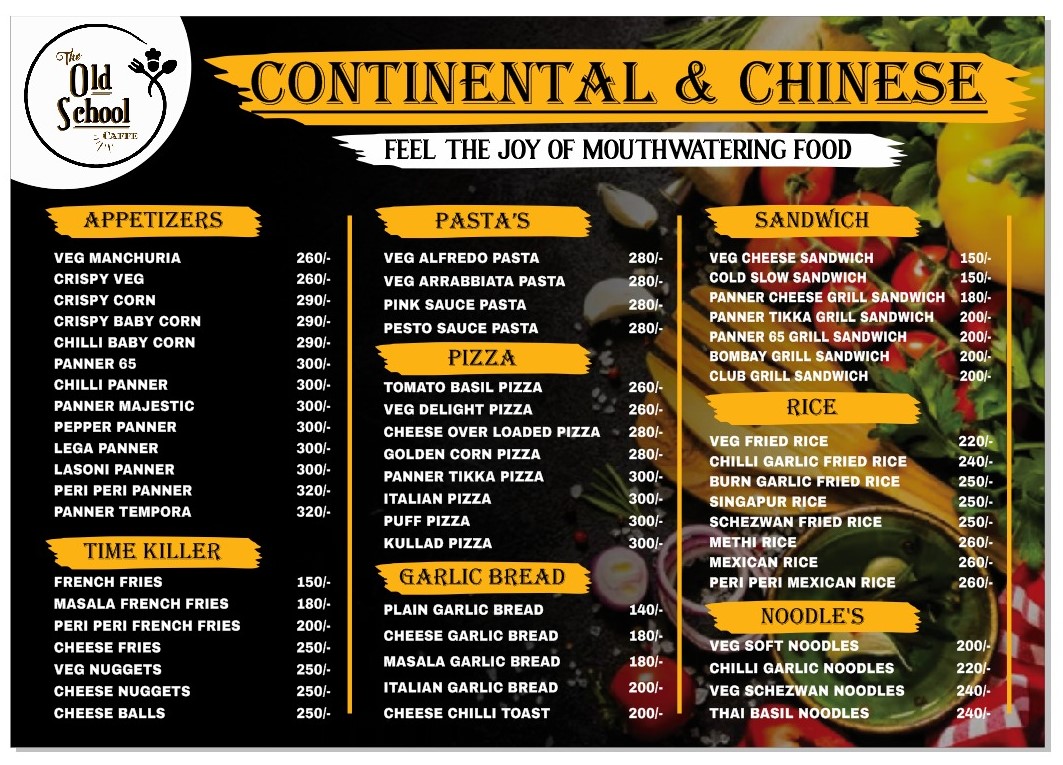 The
Old
School
CAFFE
CONTINENTAL & CHINESE
FEEL THE JOY OF MOUTHWATERING FOOD
APPETIZERS
VEG MANCHURIA 260/-
CRISPY VEG 260/-
CRISPY CORN 290/-
CRISPY BABY CORN 290/-
CHILLI BABY CORN 290/-
PANNER 65 300/-
CHILLI PANNER 300/-
PANNER MAJESTIC 300/-
PEPPER PANNER 300/-
LEGA PANNER 300/-
LASONI PANNER 300/-
PERI PERI PANNER 320/-
PANNER TEMPORA 320/-
TIME KILLER
FRENCH FRIES 150/-
MASALA FRENCH FRIES 180/-
PERI PERI FRENCH FRIES 200/-
CHEESE FRIES 250/-
VEG NUGGETS 250/-
CHEESE NUGGETS 250/-
CHEESE BALLS 250/-
PASTA'S
VEG ALFREDO PASTA 280/-
VEG ARRABBIATA PASTA 280/-
PINK SAUCE PASTA 280/-
PESTO SAUCE PASTA 280/-
PIZZA
TOMATO BASIL PIZZA 260/-
VEG DELIGHT PIZZA 260/-
CHEESE OVER LOADED PIZZA 280/-
GOLDEN CORN PIZZA 280/-
PANNER TIKKA PIZZA 300/-
ITALIAN PIZZA 300/-
PUFF PIZZA 300/-
KULLAD PIZZA 300/-
GARLIC BREAD
PLAIN GARLIC BREAD 140/-
CHEESE GARLIC BREAD 180/-
MASALA GARLIC BREAD 180/-
ITALIAN GARLIC BREAD 200/-
CHEESE CHILLI TOAST 200/-
SANDWICH
VEG CHEESE SANDWICH 150/-
COLD SLOW SANDWICH 150/-
PANNER CHEESE GRILL SANDWICH 180/-
PANNER TIKKA GRILL SANDWICH 200/-
PANNER 65 GRILL SANDWICH 200/-
BOMBAY GRILL SANDWICH 200/-
CLUB GRILL SANDWICH 200/-
RICE
VEG FRIED RICE 220/-
CHILLI GARLIC FRIED RICE 240/-
BURN GARLIC FRIED RICE 250/-
SINGAPUR RICE 250/-
SCHEZWAN FRIED RICE 250/-
METHI RICE 260/-
MEXICAN RICE 260/-
PERI PERI MEXICAN RICE 260/-
NOODLE'S
VEG SOFT NOODLES 200/-
CHILLI GARLIC NOODLES 220/-
VEG SCHEZWAN NOODLES 240/-
THAI BASIL NOODLES 240/-